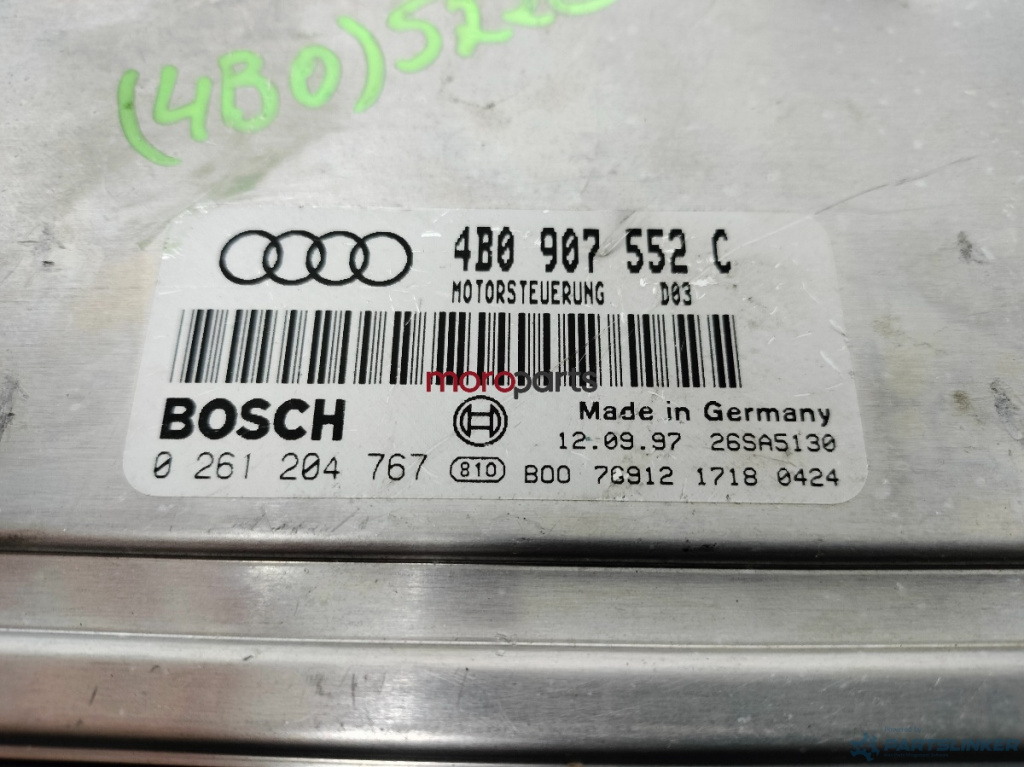 (4B0)
4B0 907 552 C
MOTORSTEUERUNG D03
moroparts
BOSCH
Made in Germany
12.09.97 26SA5130
0 261 204 767 810 B00 7G912 1718 0424
PARTSLINKER